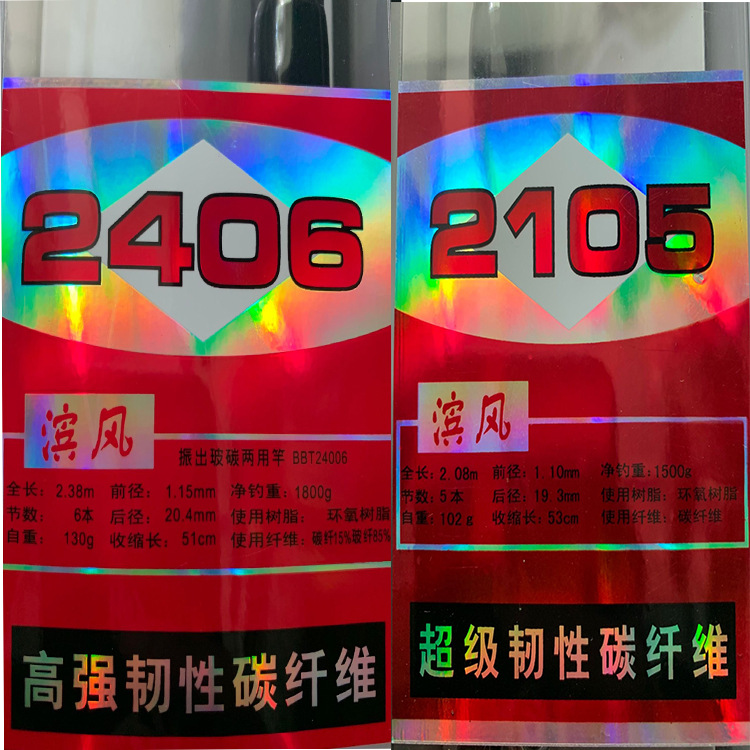 2406
滨风
振出玻碳两用竿 BBT24006
全长: 2.38m 前径: 1.15mm 净钓重: 1800g
节数: 6本 后径: 20.4mm 使用树脂: 环氧树脂
自重: 130g 收缩长: 51cm 使用纤维: 碳纤15%玻纤85%
高强韧性碳纤维
2105
滨风
全长: 2.08m 前径: 1.10mm 净钓重: 1500g
节数: 5本 后径: 19.3mm 使用树脂: 环氧树脂
自重: 102g 收缩长: 53cm 使用纤维: 碳纤维
超级韧性碳纤维